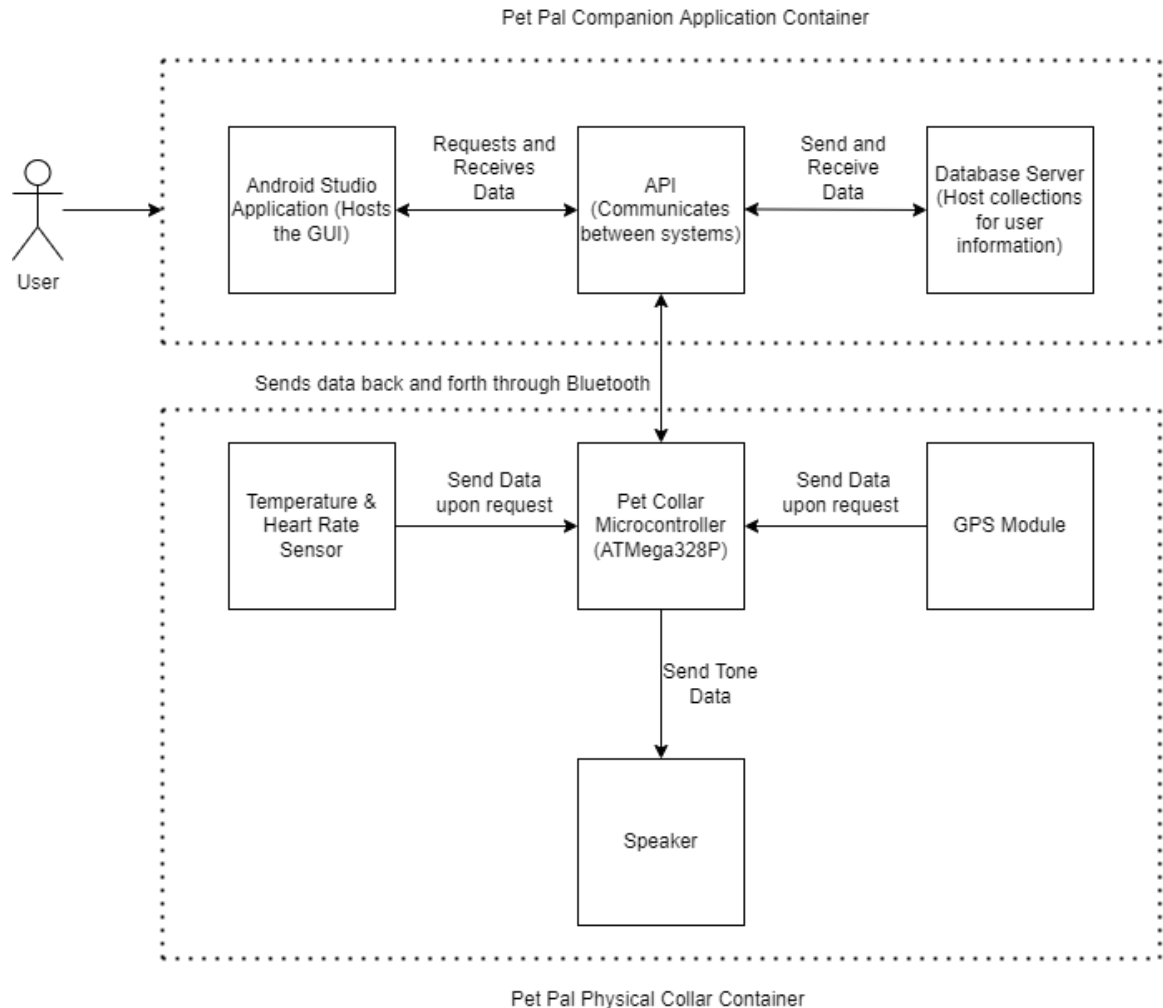 Pet Pal Companion Application Container
User
Android Studio
Application (Hosts
the GUI)
Requests and
Receives
Data
API
(Communicates
between systems)
Send and
Receive
Data
Database Server
(Host collections
for user
information)
Sends data back and forth through Bluetooth
Temperature &
Heart Rate
Sensor
Send Data
upon request
Pet Collar
Microcontroller
(ATMega328P)
Send Data
upon request
GPS Module
Send Tone
Data
Speaker
Pet Pal Physical Collar Container